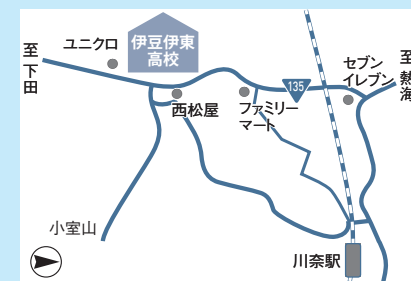 至下田
ユニクロ
伊豆伊東
高校
西松屋
ファミリー
マート
135
セブン
イレブン
至熱海
小室山
川奈駅